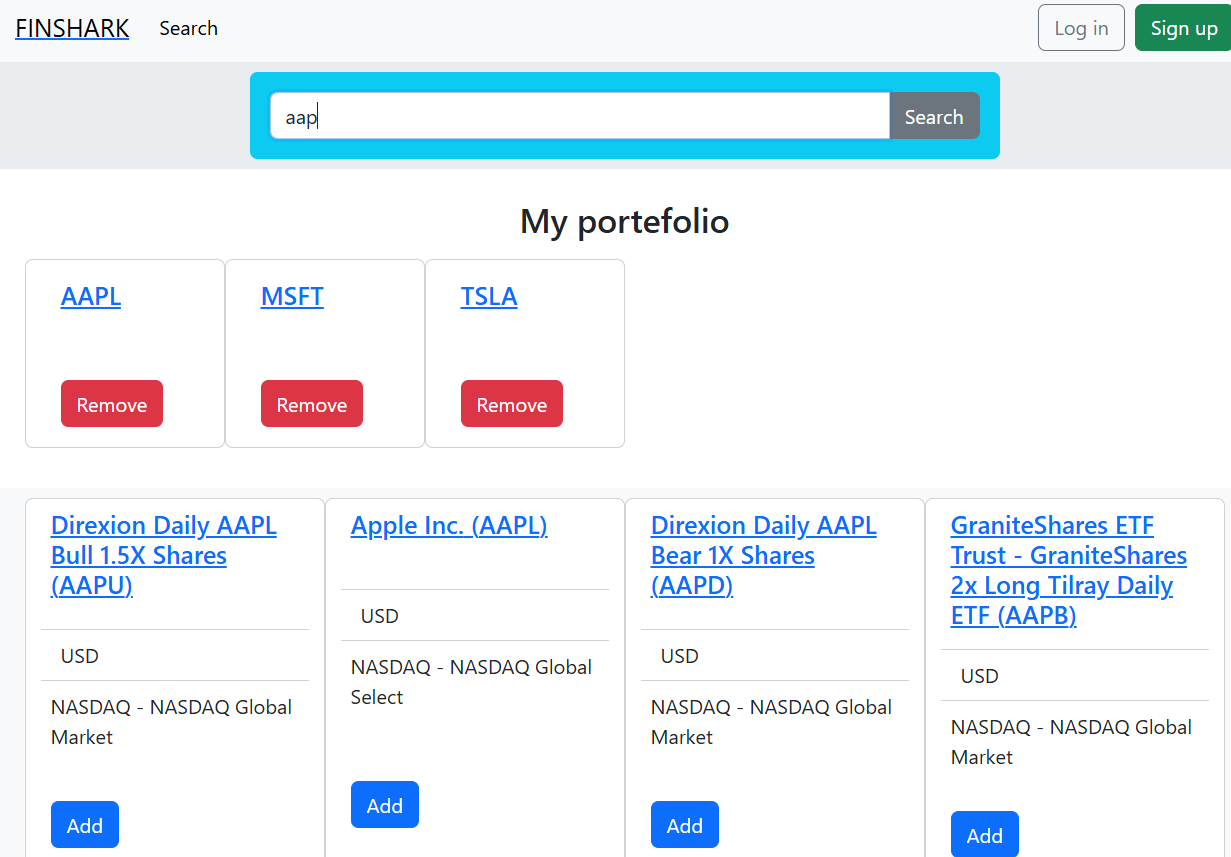 FINSHARK Search Log in Sign up
aap Search
My portefolio
AAPL MSFT TSLA
Remove Remove Remove
Direxion Daily AAPL
Bull 1.5X Shares
(AAPU)
USD
NASDAQ - NASDAQ Global
Market
Add
Apple Inc. (AAPL)
USD
NASDAQ - NASDAQ Global
Select
Add
Direxion Daily AAPL
Bear 1X Shares
(AAPD)
USD
NASDAQ - NASDAQ Global
Market
Add
GraniteShares ETF
Trust - GraniteShares
2x Long Tilray Daily
ETF (AAPB)
USD
NASDAQ - NASDAQ Global
Market
Add